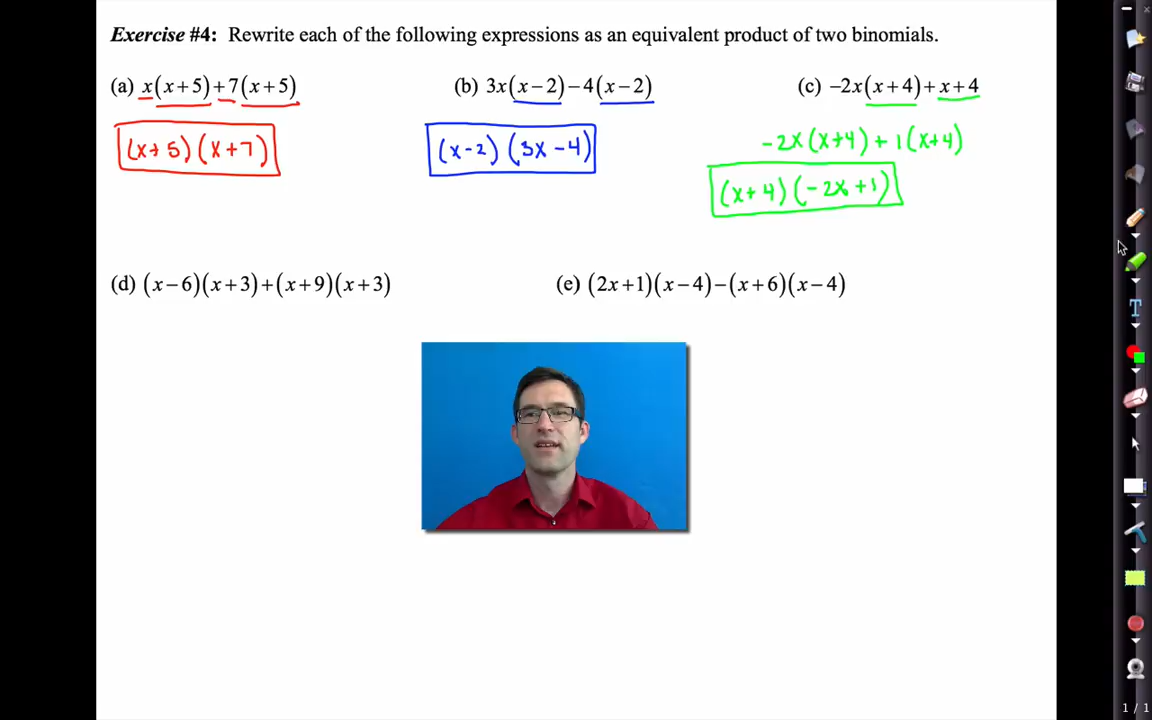 Exercise #4: Rewrite each of the following expressions as an equivalent product of two binomials.
(a) x(x+5)+7(x+5)
(b) 3x(x−2)−4(x−2)
(c) −2x(x+4)+x+4
(x+5)(x+7)
(x-2)(3x-4)
-2x(x+4)+1(x+4)
(x+4)(-2x+1)
(d) (x−6)(x+3)+(x+9)(x+3)
(e) (2x+1)(x−4)−(x+6)(x−4)
T
1 / 1